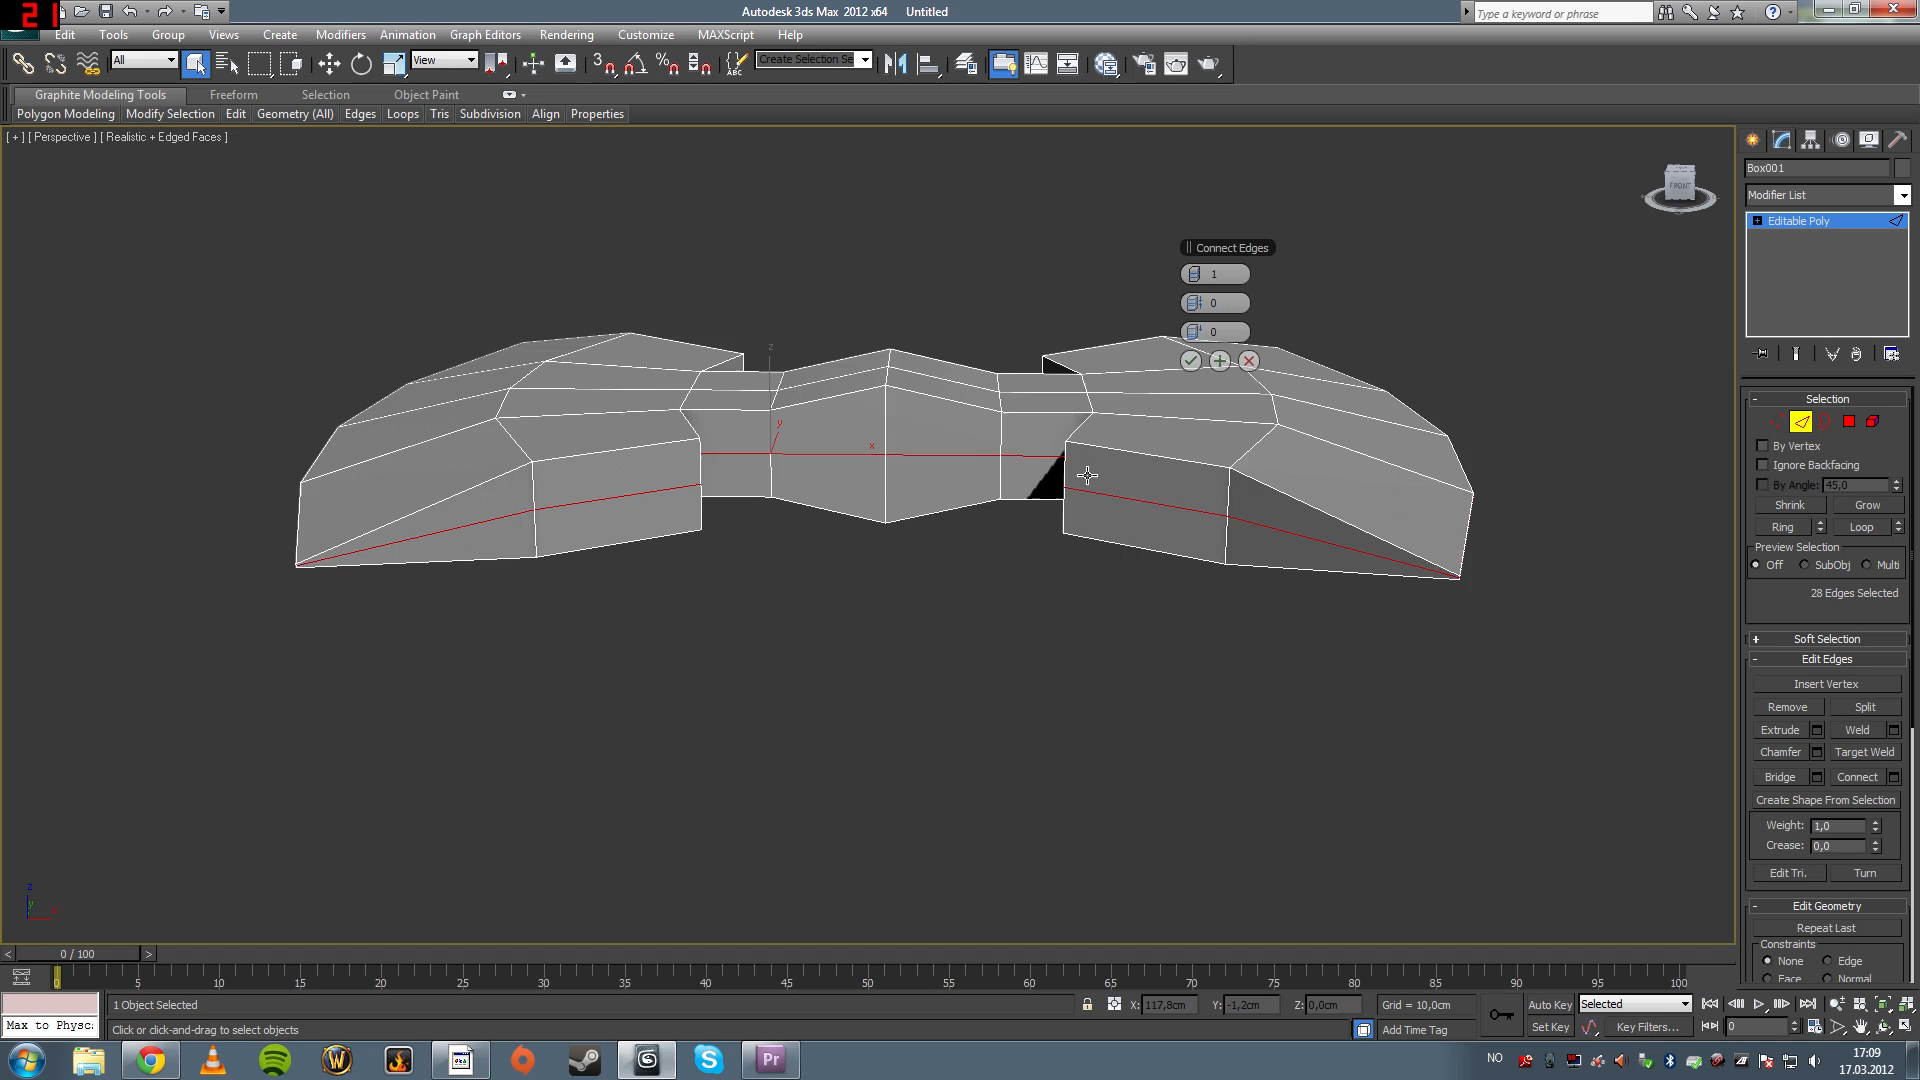 21
Autodesk 3ds Max 2012 x64 Untitled
Type a keyword or phrase
Edit Tools Group Views Create Modifiers Animation Graph Editors Rendering Customize MAXScript Help
All View Create Selection Se
Graphite Modeling Tools Freeform Selection Object Paint
Polygon Modeling Modify Selection Edit Geometry (All) Edges Loops Tris Subdivision Align Properties
[ + ] [ Perspective ] [ Realistic + Edged Faces ]
FRONT
Connect Edges
1
0
0
z
y
x
z
y
Box001
Modifier List
Editable Poly
- Selection
By Vertex
Ignore Backfacing
By Angle: 45,0
Shrink Grow
Ring Loop
Preview Selection
Off SubObj Multi
28 Edges Selected
+ Soft Selection
- Edit Edges
Insert Vertex
Remove Split
Extrude Weld
Chamfer Target Weld
Bridge Connect
Create Shape From Selection
Weight: 1,0
Crease: 0,0
Edit Tri. Turn
- Edit Geometry
Repeat Last
Constraints
None Edge
Face Normal
< 0 / 100 >
0 5 10 15 20 25 30 35 40 45 50 55 60 65 70 75 80 85 90 95 100
1 Object Selected X: 117,8cm Y: -1,2cm Z: 0,0cm Grid = 10,0cm Auto Key Selected
Max to Physc:
Click or click-and-drag to select objects Add Time Tag Set Key Key Filters... 0
Pr
NO
17:09
17.03.2012